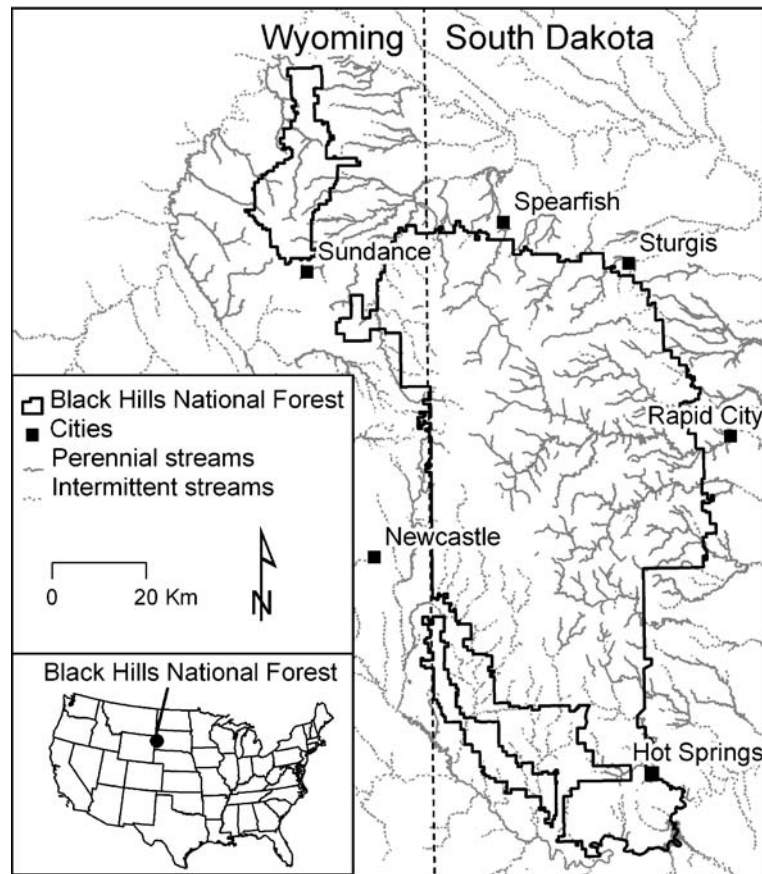 Wyoming
South Dakota
Spearfish
Sturgis
Sundance
Black Hills National Forest
Cities
Perennial streams
Intermittent streams
Rapid City
Newcastle
0 20 Km
N
Black Hills National Forest
Hot Springs